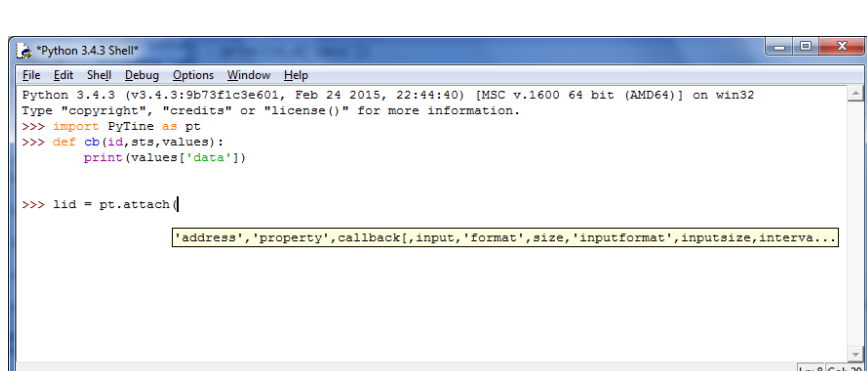 *Python 3.4.3 Shell*
File Edit Shell Debug Options Window Help
Python 3.4.3 (v3.4.3:9b73f1c3e601, Feb 24 2015, 22:44:40) [MSC v.1600 64 bit (AMD64)] on win32
Type "copyright", "credits" or "license()" for more information.
>>> import PyTine as pt
>>> def cb(id,sts,values):
        print(values['data'])
>>> lid = pt.attach(
'address','property',callback[,input,'format',size,'inputformat',inputsize,interva...